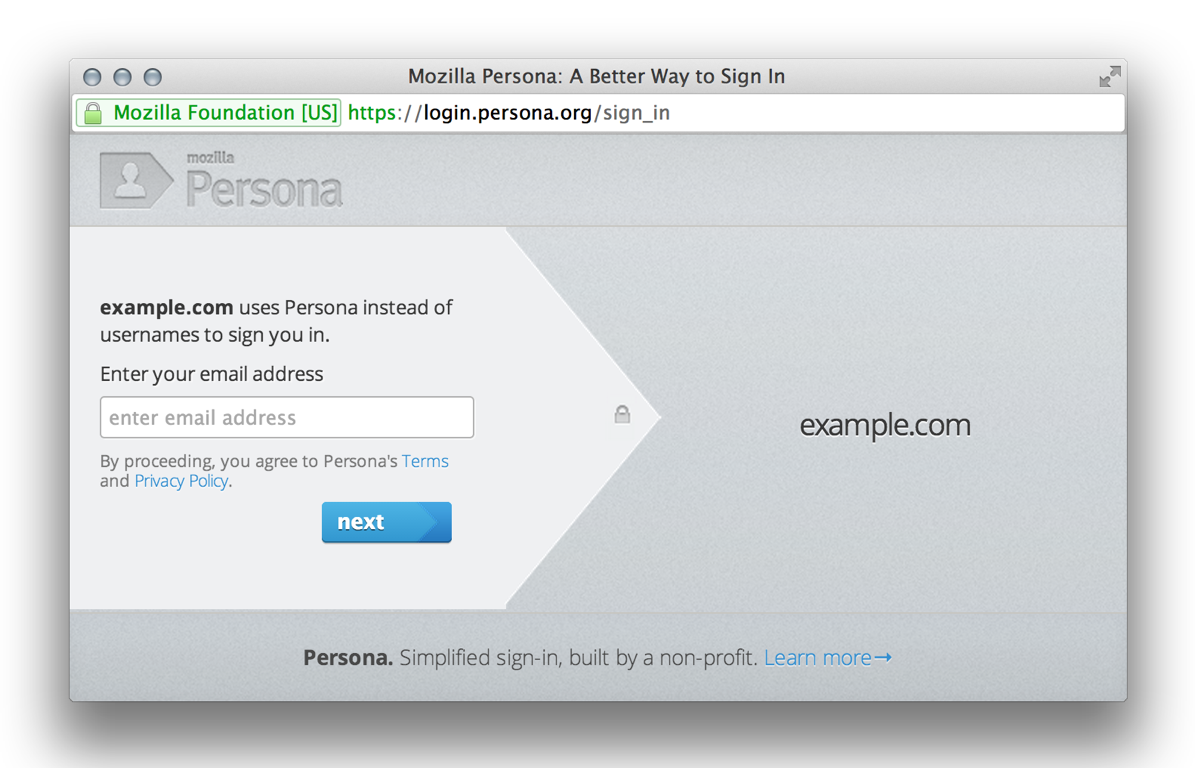 Mozilla Persona: A Better Way to Sign In
Mozilla Foundation [US] https://login.persona.org/sign_in
mozilla
Persona
example.com uses Persona instead of
usernames to sign you in.
Enter your email address
enter email address
By proceeding, you agree to Persona's Terms
and Privacy Policy.
next
example.com
Persona. Simplified sign-in, built by a non-profit. Learn more→